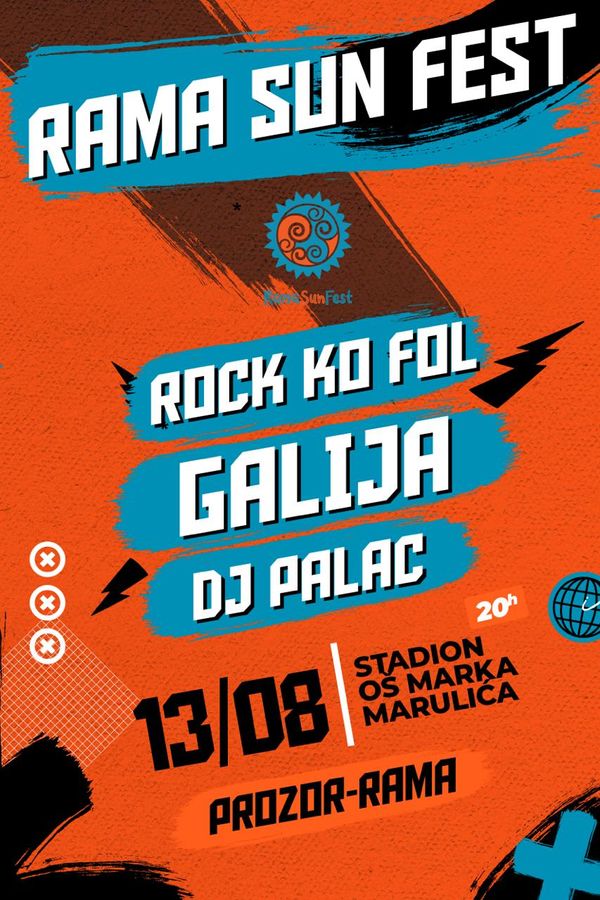 RAMA SUN FEST
RamaSunFest
ROCK KO FOL
GALIJA
DJ PALAC
20h
13/08
STADION
OŠ MARKA
MARULIĆA
PROZOR-RAMA